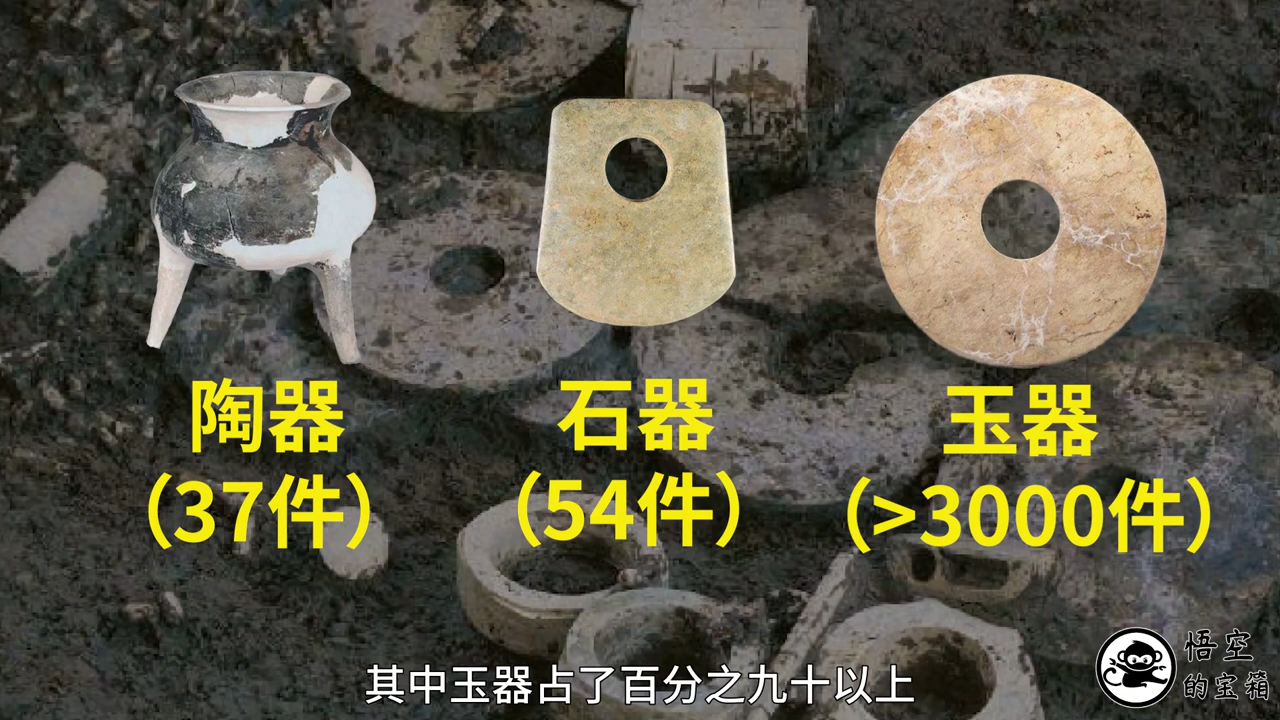 陶器
(37件)
石器
(54件)
玉器
(>3000件)
其中玉器占了百分之九十以上
悟空
的宝箱